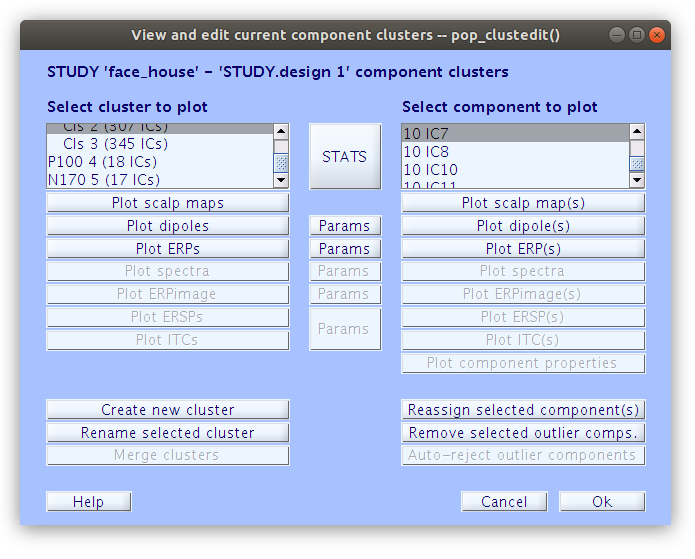 View and edit current component clusters -- pop_clustedit()
STUDY 'face_house' - 'STUDY.design 1' component clusters
Select cluster to plot
Select component to plot
Cls 2 (307 ICs)
Cls 3 (345 ICs)
P100 4 (18 ICs)
N170 5 (17 ICs)
STATS
10 IC7
10 IC8
10 IC10
10 IC11
Plot scalp maps
Plot scalp map(s)
Plot dipoles
Params
Plot dipole(s)
Plot ERPs
Params
Plot ERP(s)
Plot spectra
Params
Plot spectra
Plot ERPimage
Params
Plot ERPimage(s)
Plot ERSPs
Params
Plot ERSP(s)
Plot ITCs
Plot ITC(s)
Plot component properties
Create new cluster
Reassign selected component(s)
Rename selected cluster
Remove selected outlier comps.
Merge clusters
Auto-reject outlier components
Help
Cancel
Ok